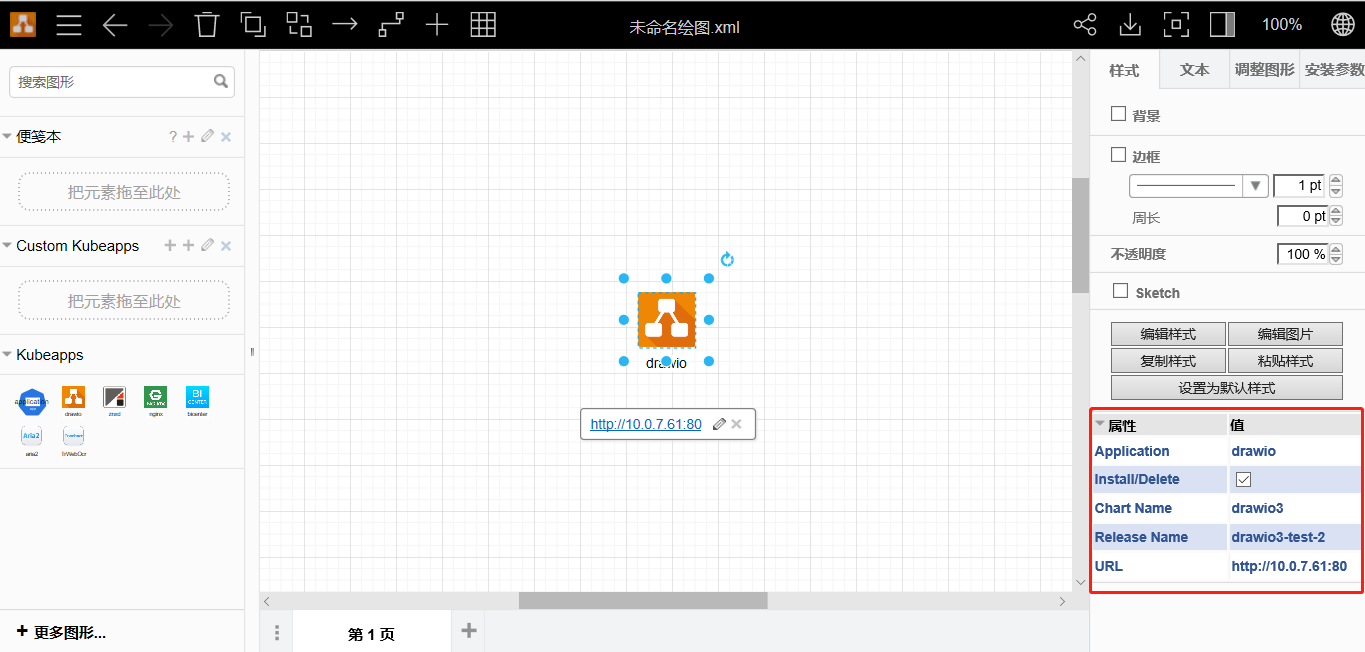 未命名绘图.xml
100%
搜索图形
便笺本
?
把元素拖至此处
Custom Kubeapps
把元素拖至此处
Kubeapps
application
drawio
zinid
nginx
BI
CENTER
bicenter
Aria2
aria2
TrWebOcr
更多图形...
drawio
http://10.0.7.61:80
第 1 页
样式 文本 调整图形 安装参数
背景
边框
1 pt
周长 0 pt
不透明度 100 %
Sketch
编辑样式 编辑图片
复制样式 粘贴样式
设置为默认样式
属性 值
Application drawio
Install/Delete
Chart Name drawio3
Release Name drawio3-test-2
URL http://10.0.7.61:80